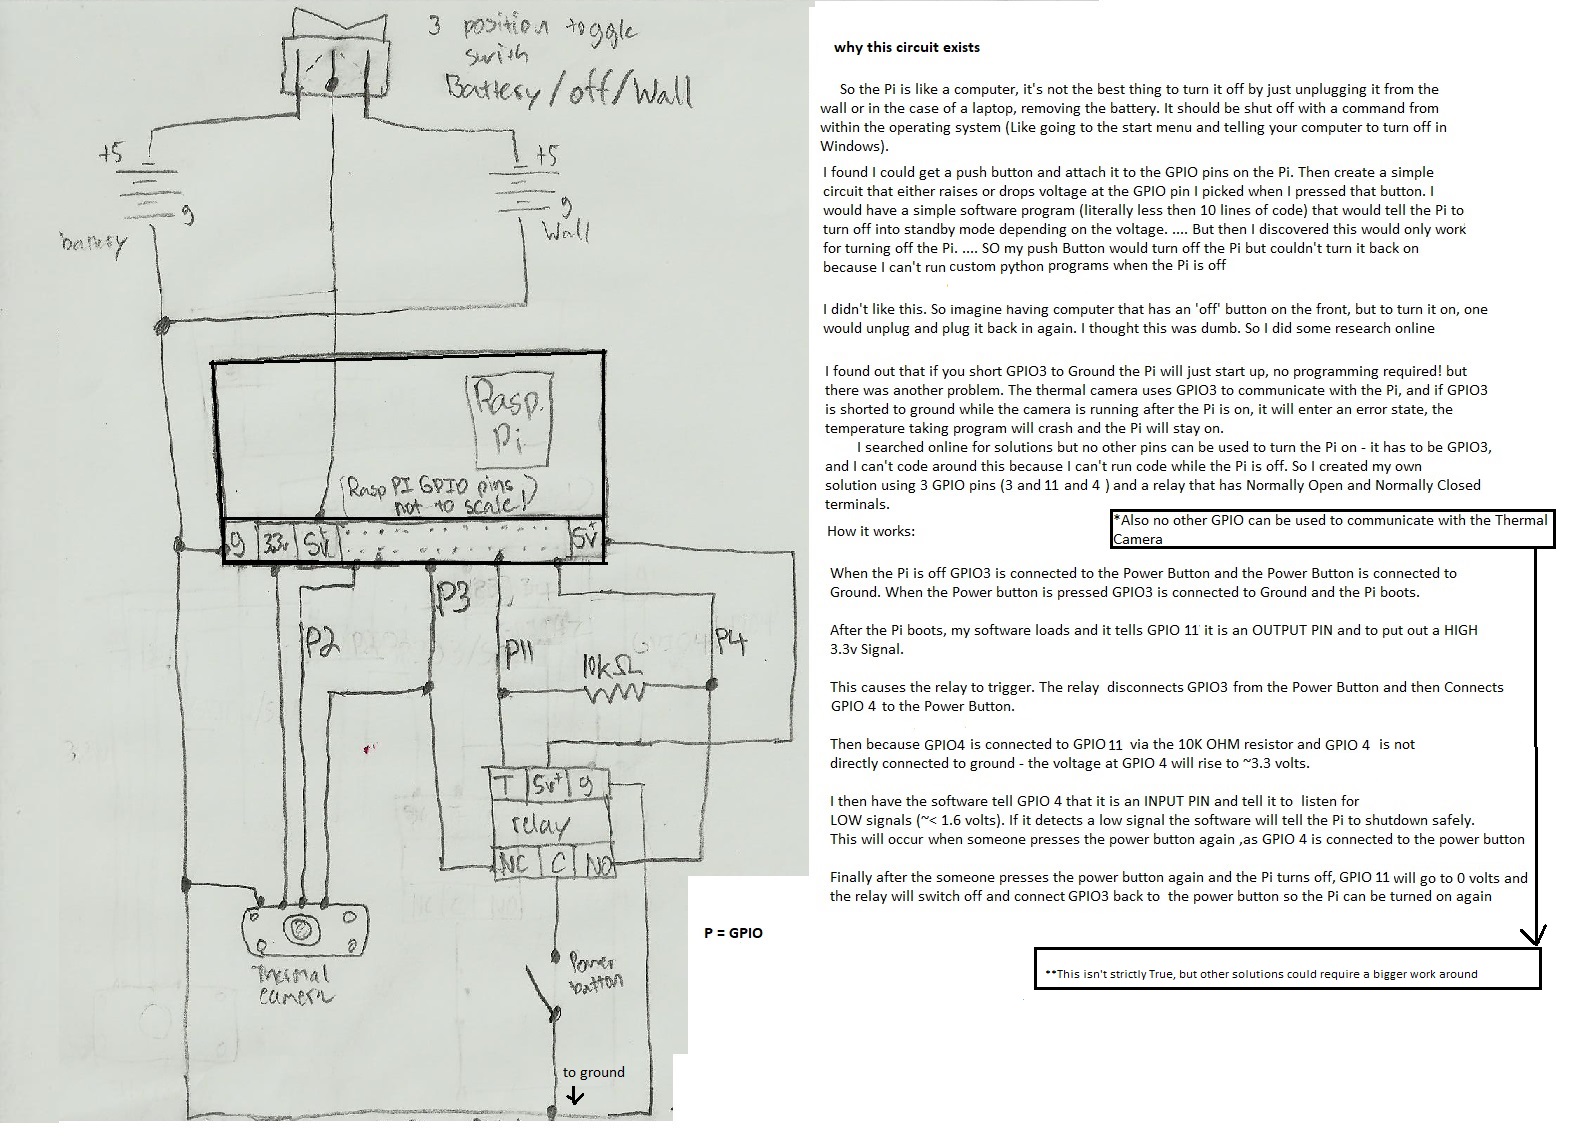 3 position toggle
swith
Battery/off/Wall
+5
+5
g
g
battery
Wall
Rasp.
Pi
(Rasp PI GPIO pins)
not to scale!
g 3.3v 5v+ 5v+
P3
P2
P11
10kΩ
P4
T 5v+ g
relay
NC C NO
P = GPIO
Thermal
camera
Power
button
to ground
why this circuit exists
So the Pi is like a computer, it's not the best thing to turn it off by just unplugging it from the
wall or in the case of a laptop, removing the battery. It should be shut off with a command from
within the operating system (Like going to the start menu and telling your computer to turn off in
Windows).
I found I could get a push button and attach it to the GPIO pins on the Pi. Then create a simple
circuit that either raises or drops voltage at the GPIO pin I picked when I pressed that button. I
would have a simple software program (literally less then 10 lines of code) that would tell the Pi to
turn off into standby mode depending on the voltage. .... But then I discovered this would only work
for turning off the Pi. .... SO my push Button would turn off the Pi but couldn't turn it back on
because I can't run custom python programs when the Pi is off
I didn't like this. So imagine having computer that has an 'off' button on the front, but to turn it on, one
would unplug and plug it back in again. I thought this was dumb. So I did some research online
I found out that if you short GPIO3 to Ground the Pi will just start up, no programming required! but
there was another problem. The thermal camera uses GPIO3 to communicate with the Pi, and if GPIO3
is shorted to ground while the camera is running after the Pi is on, it will enter an error state, the
temperature taking program will crash and the Pi will stay on.
I searched online for solutions but no other pins can be used to turn the Pi on - it has to be GPIO3,
and I can't code around this because I can't run code while the Pi is off. So I created my own
solution using 3 GPIO pins (3 and 11 and 4 ) and a relay that has Normally Open and Normally Closed
terminals.
*Also no other GPIO can be used to communicate with the Thermal
Camera
How it works:
When the Pi is off GPIO3 is connected to the Power Button and the Power Button is connected to
Ground. When the Power button is pressed GPIO3 is connected to Ground and the Pi boots.
After the Pi boots, my software loads and it tells GPIO 11 it is an OUTPUT PIN and to put out a HIGH
3.3v Signal.
This causes the relay to trigger. The relay disconnects GPIO3 from the Power Button and then Connects
GPIO 4 to the Power Button.
Then because GPIO4 is connected to GPIO 11 via the 10K OHM resistor and GPIO 4 is not
directly connected to ground - the voltage at GPIO 4 will rise to ~3.3 volts.
I then have the software tell GPIO 4 that it is an INPUT PIN and tell it to listen for
LOW signals (~< 1.6 volts). If it detects a low signal the software will tell the Pi to shutdown safely.
This will occur when someone presses the power button again ,as GPIO 4 is connected to the power button
Finally after the someone presses the power button again and the Pi turns off, GPIO 11 will go to 0 volts and
the relay will switch off and connect GPIO3 back to the power button so the Pi can be turned on again
**This isn't strictly True, but other solutions could require a bigger work around